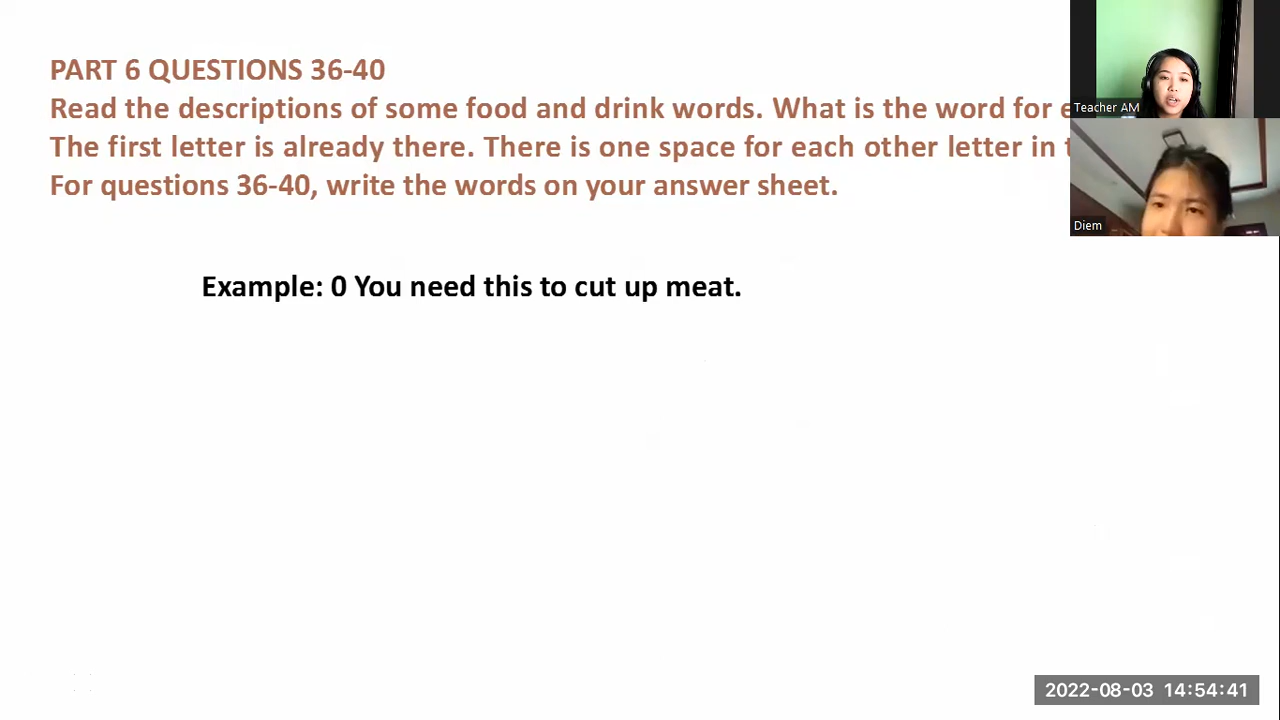 PART 6 QUESTIONS 36-40
Read the descriptions of some food and drink words. What is the word for
The first letter is already there. There is one space for each other letter in
For questions 36-40, write the words on your answer sheet.
Teacher AM
Diem
Example: 0 You need this to cut up meat.
2022-08-03 14:54:41